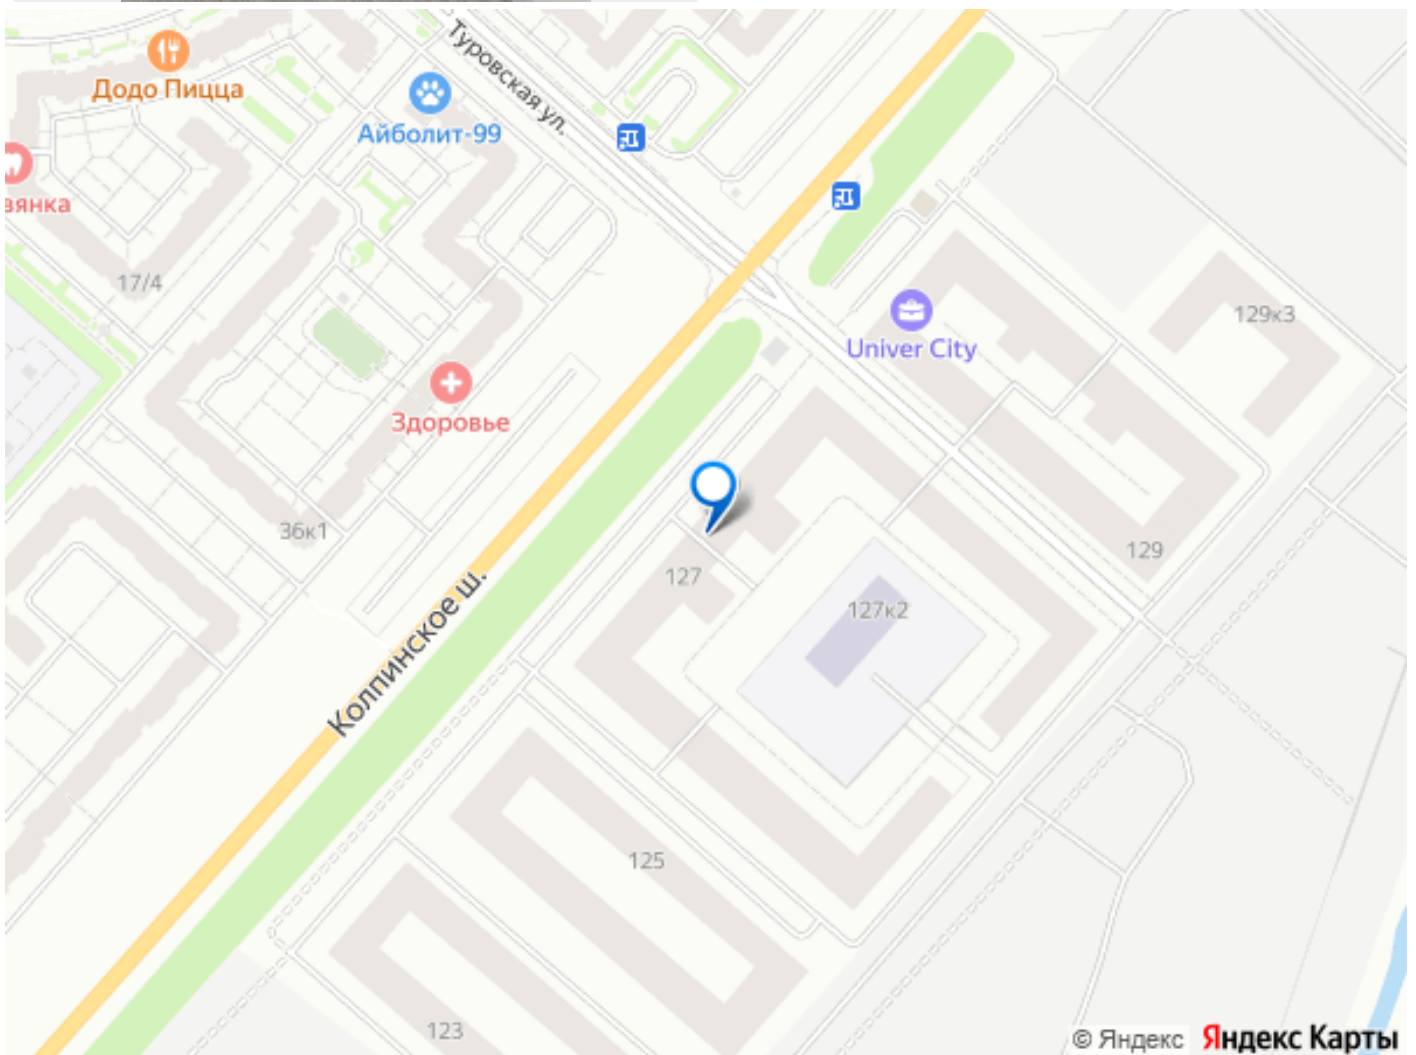 Туровская ул.
Додо Пицца
Айболит-99
вянка
17/4
129к3
Univer City
Здоровье
36к1
129
127
127к2
Колпинское ш.
125
123
© Яндекс Яндекс Карты